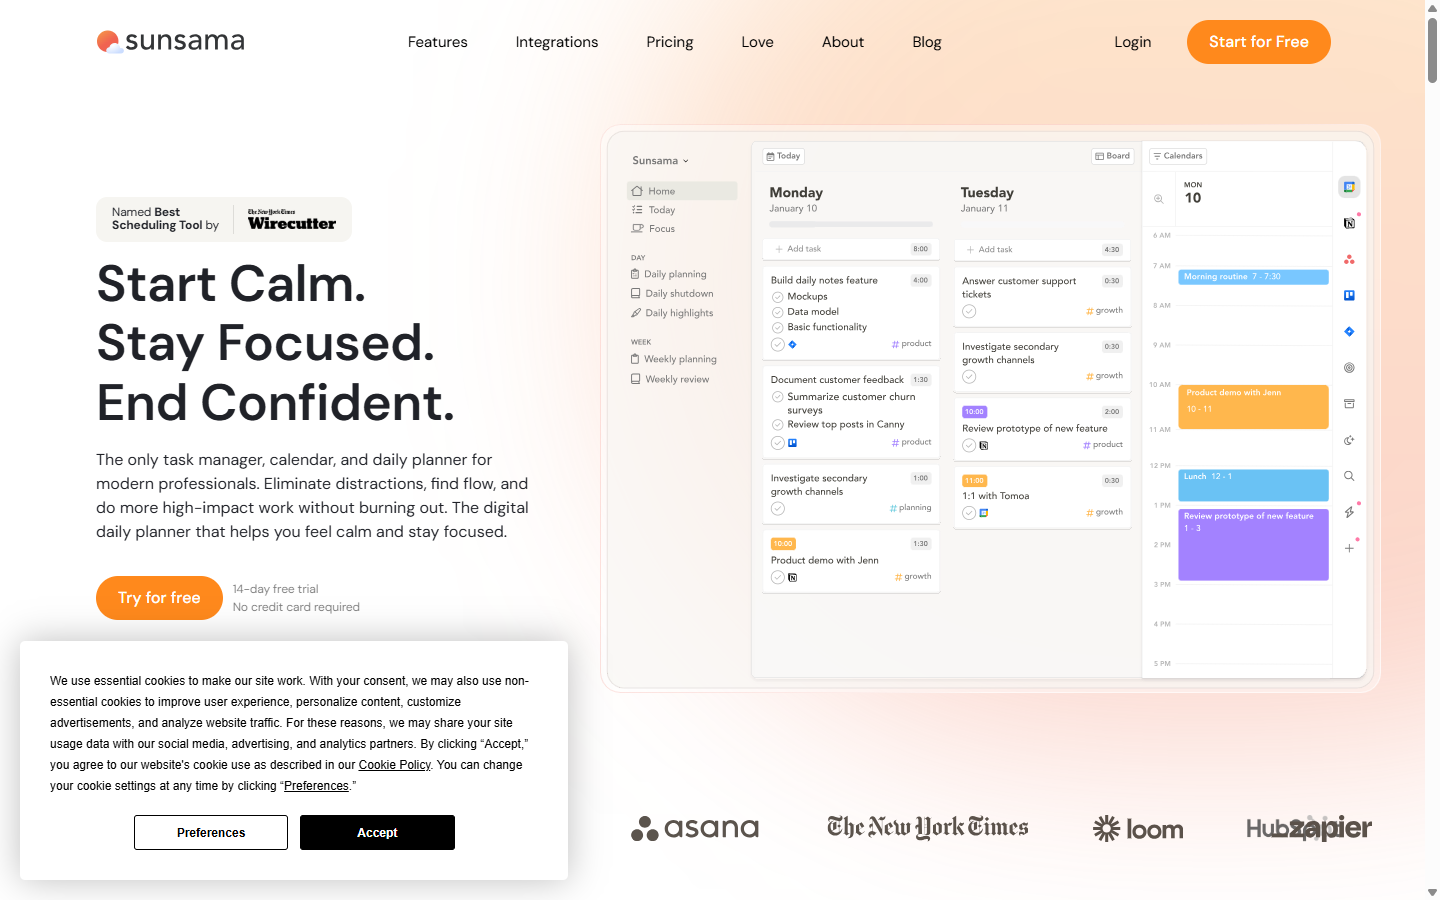 sunsama
Features
Integrations
Pricing
Love
About
Blog
Login
Start for Free
Named Best
Scheduling Tool by
The New York Times
Wirecutter
Start Calm.
Stay Focused.
End Confident.
The only task manager, calendar, and daily planner for
modern professionals. Eliminate distractions, find flow, and
do more high-impact work without burning out. The digital
daily planner that helps you feel calm and stay focused.
Try for free
14-day free trial
No credit card required
Sunsama
Home
Today
Focus
DAY
Daily planning
Daily shutdown
Daily highlights
WEEK
Weekly planning
Weekly review
Today
Board
Monday
January 10
Add task 8:00
Build daily notes feature 4:00
Mockups
Data model
Basic functionality
# product
Document customer feedback 1:30
Summarize customer churn
surveys
Review top posts in Canny
# product
Investigate secondary 1:00
growth channels
# planning
10:00 1:30
Product demo with Jenn
# growth
Tuesday
January 11
Add task 4:30
Answer customer support 0:30
tickets
# growth
Investigate secondary 0:30
growth channels
# growth
10:00 2:00
Review prototype of new feature
# product
11:00 0:30
1:1 with Tomoa
# growth
Calendars
MON
10
6 AM
7 AM
Morning routine 7 - 7:30
8 AM
9 AM
10 AM
Product demo with Jenn
10 - 11
11 AM
12 PM
Lunch 12 - 1
1 PM
Review prototype of new feature
1 - 3
2 PM
3 PM
4 PM
5 PM
We use essential cookies to make our site work. With your consent, we may also use non-
essential cookies to improve user experience, personalize content, customize
advertisements, and analyze website traffic. For these reasons, we may share your site
usage data with our social media, advertising, and analytics partners. By clicking “Accept,”
you agree to our website's cookie use as described in our Cookie Policy. You can change
your cookie settings at any time by clicking “Preferences.”
Preferences
Accept
asana
The New York Times
loom
zapier